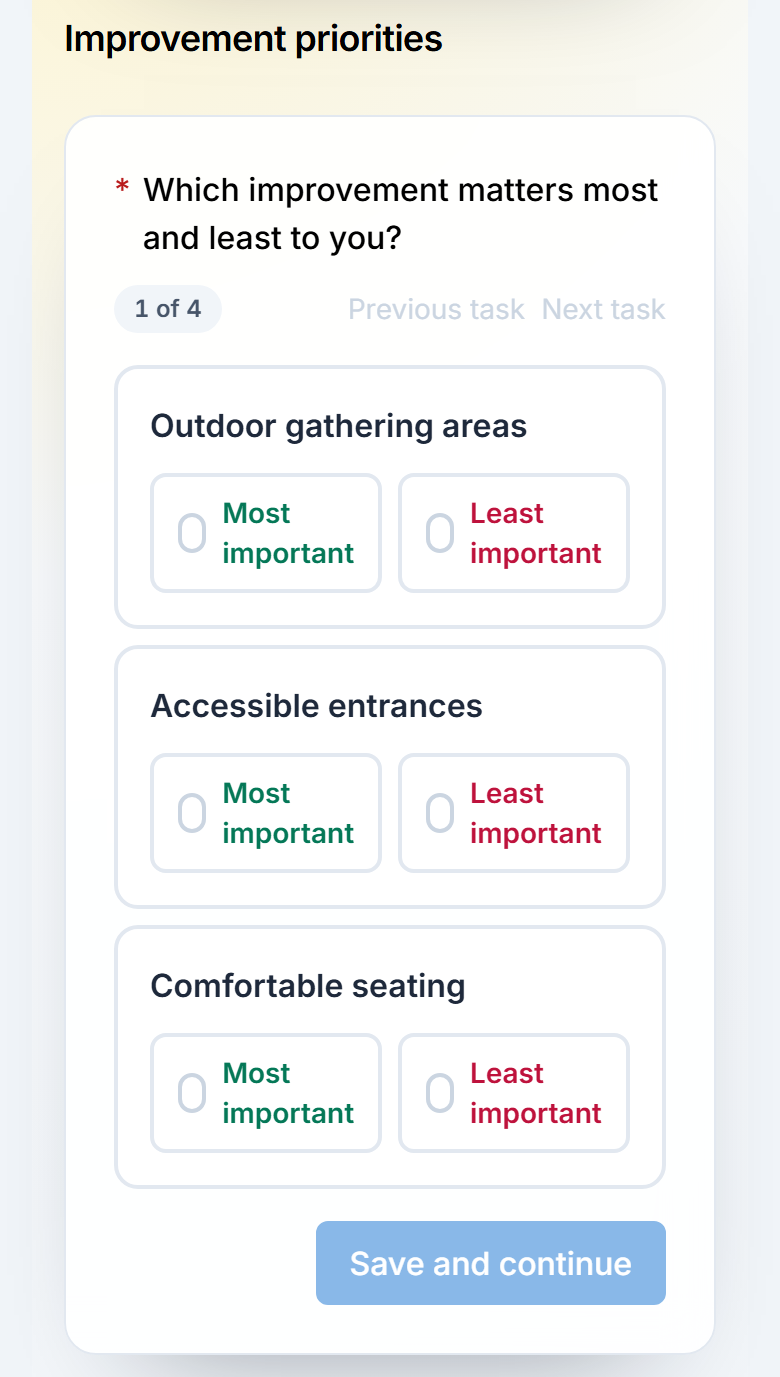 Improvement priorities
* Which improvement matters most
and least to you?
1 of 4 Previous task Next task
Outdoor gathering areas
Most Least
important important
Accessible entrances
Most Least
important important
Comfortable seating
Most Least
important important
Save and continue